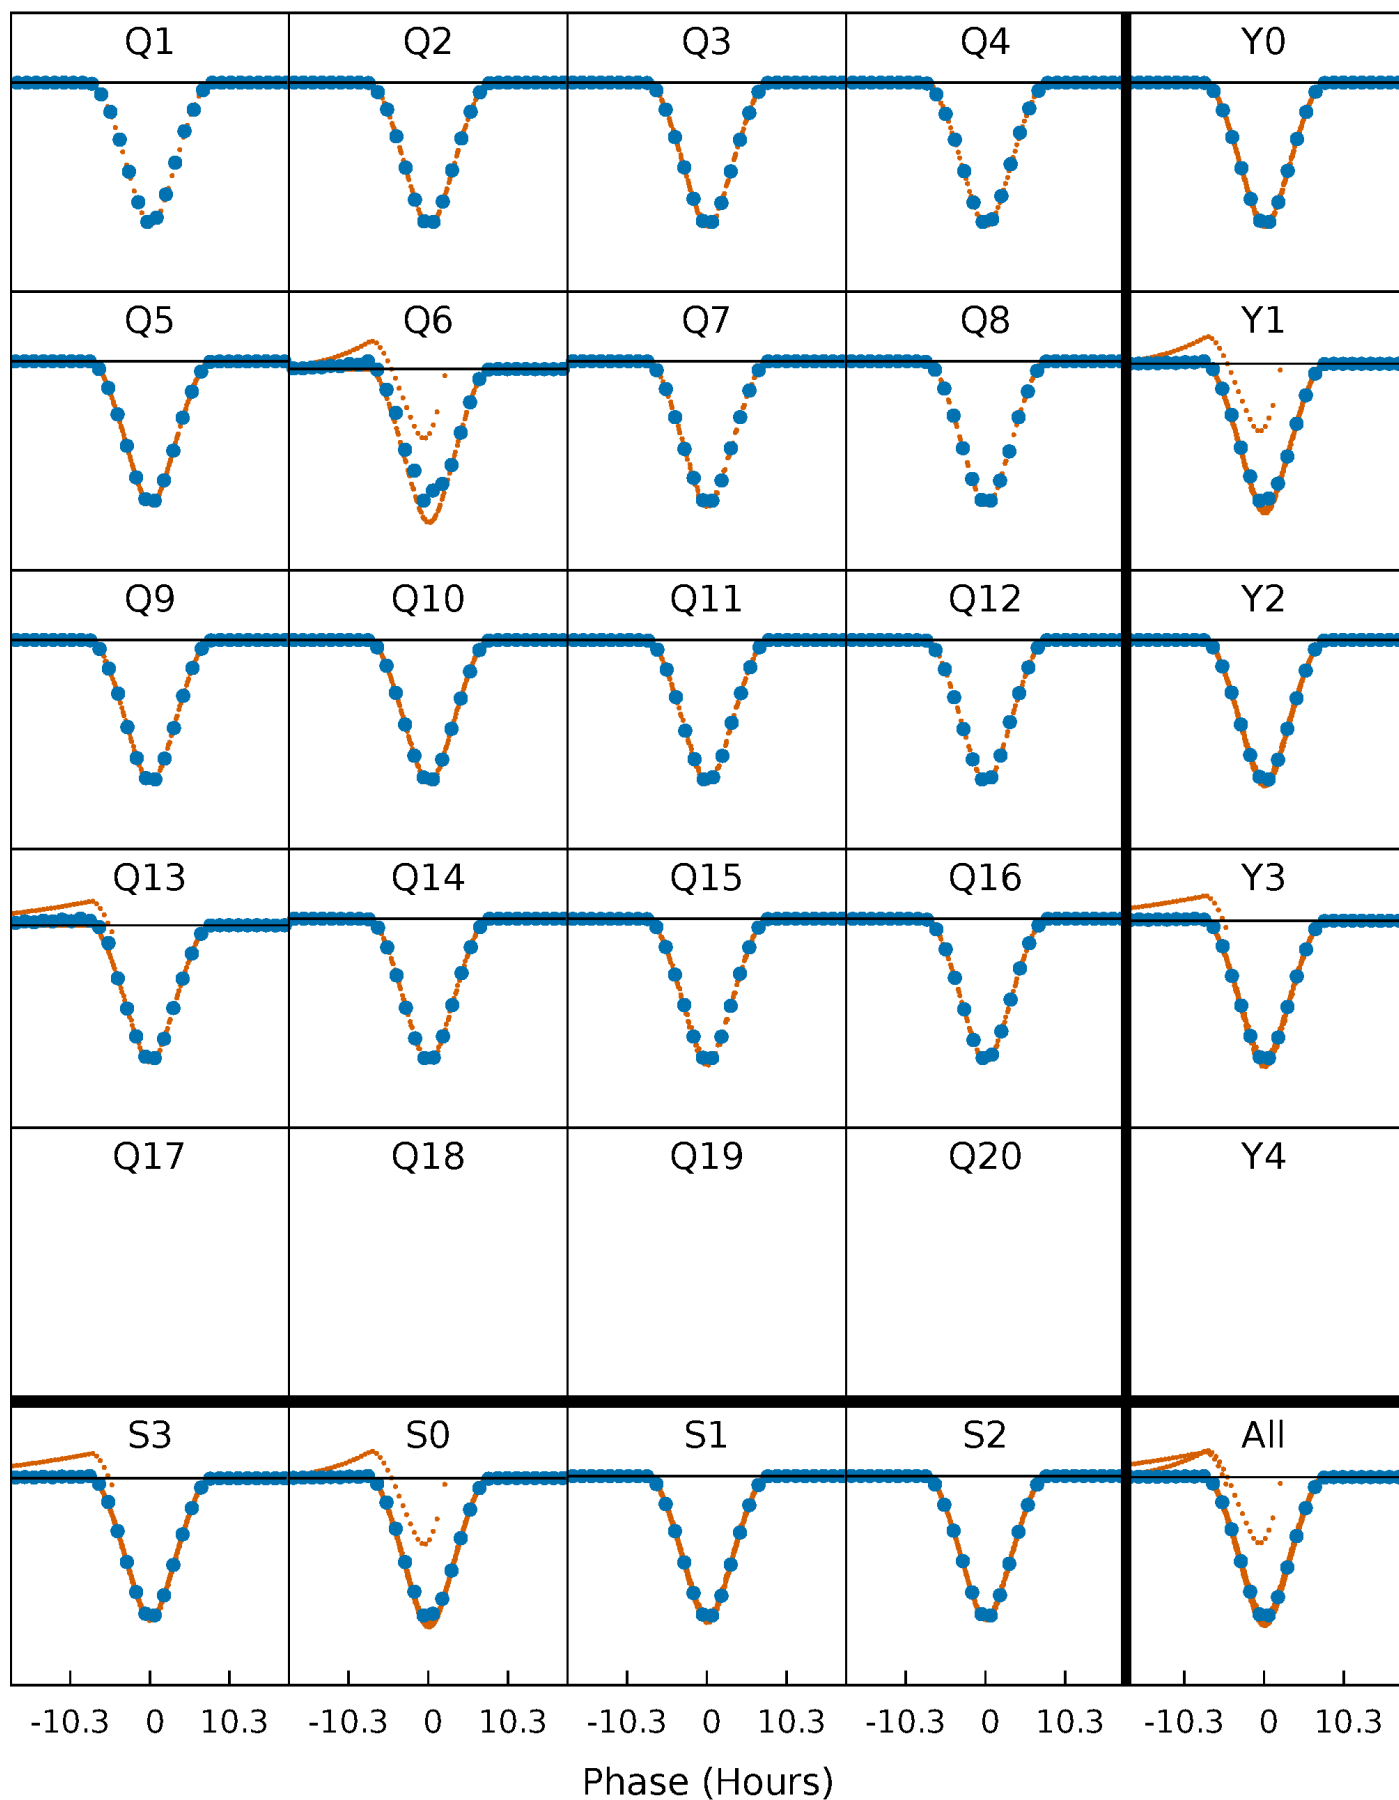 Q1 Q2 Q3 Q4 Y0
Q5 Q6 Q7 Q8 Y1
Q9 Q10 Q11 Q12 Y2
Q13 Q14 Q15 Q16 Y3
Q17 Q18 Q19 Q20 Y4
S3 S0 S1 S2 All
-10.3 0 10.3 -10.3 0 10.3 -10.3 0 10.3 -10.3 0 10.3 -10.3 0 10.3
Phase (Hours)